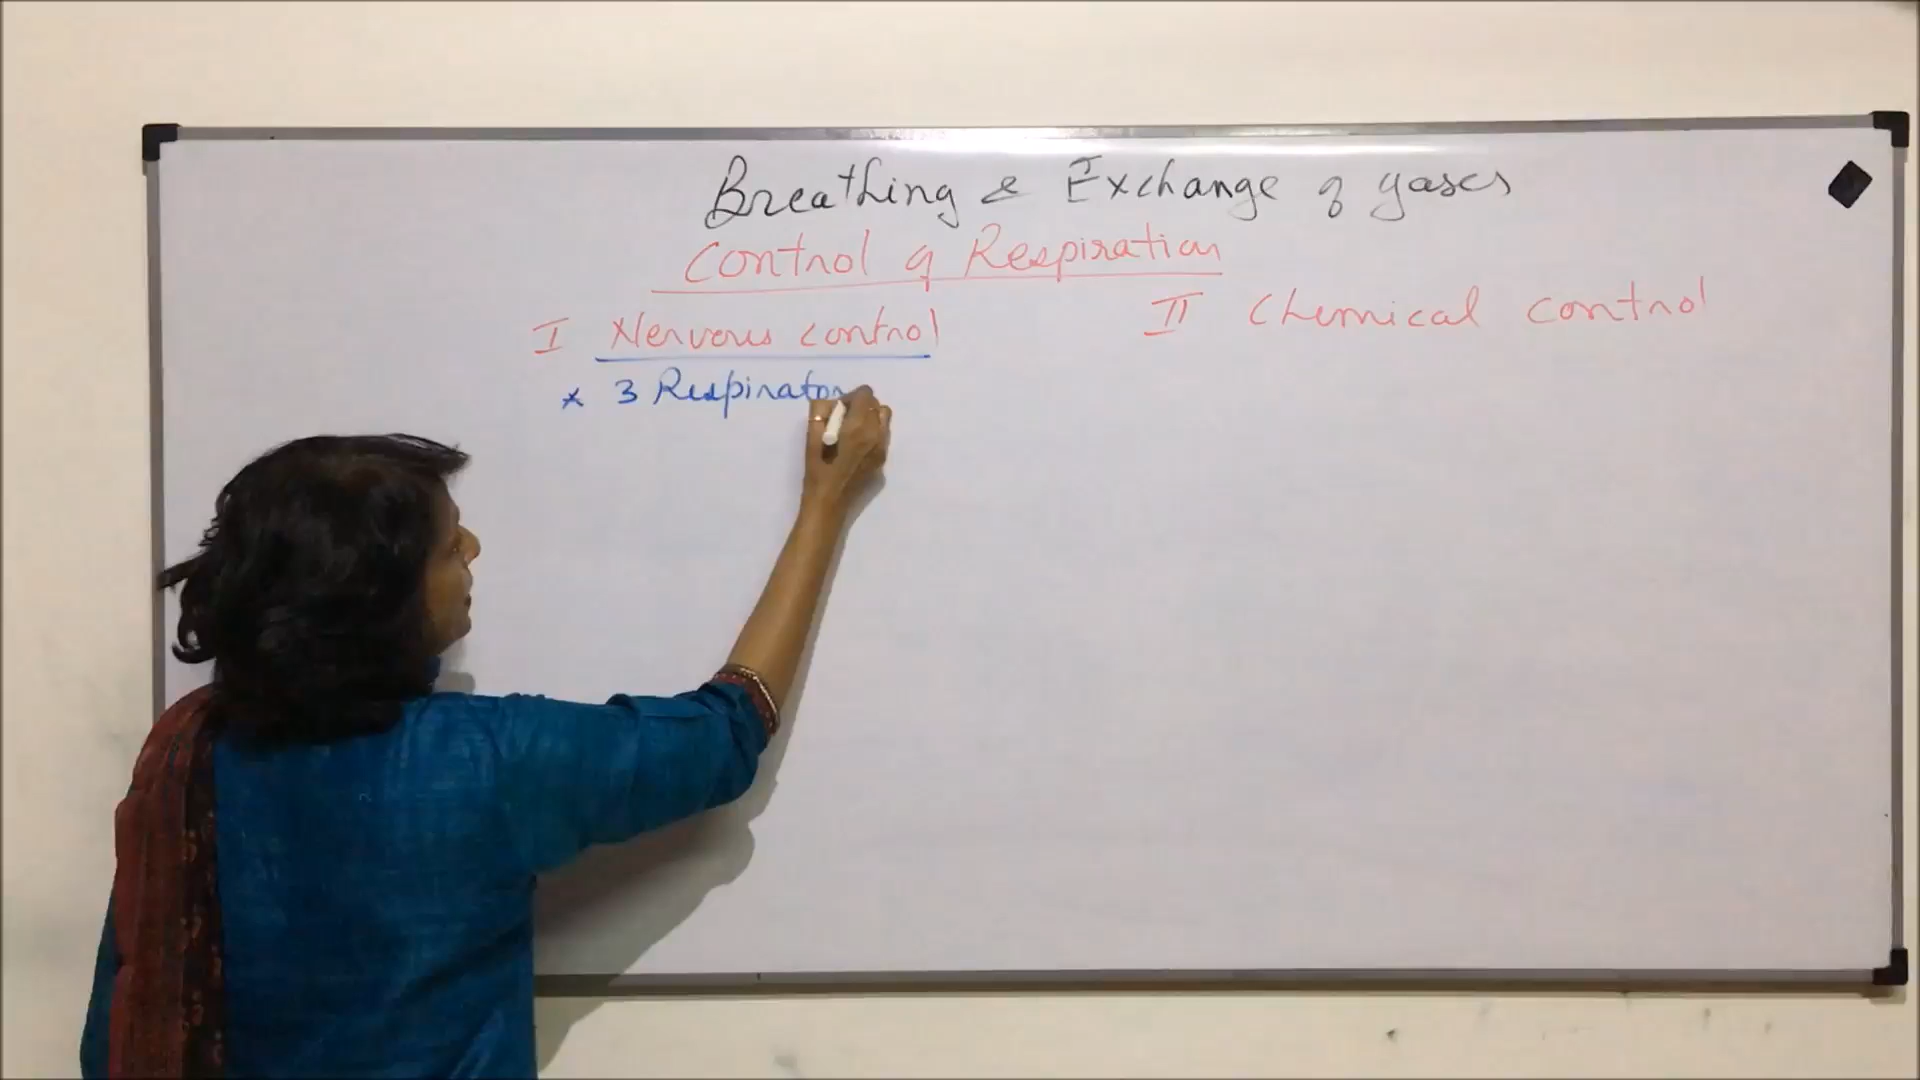 Breathing & Exchange of gases
Control of Respiration
I Nervous control
II Chemical control
* 3 Respirator